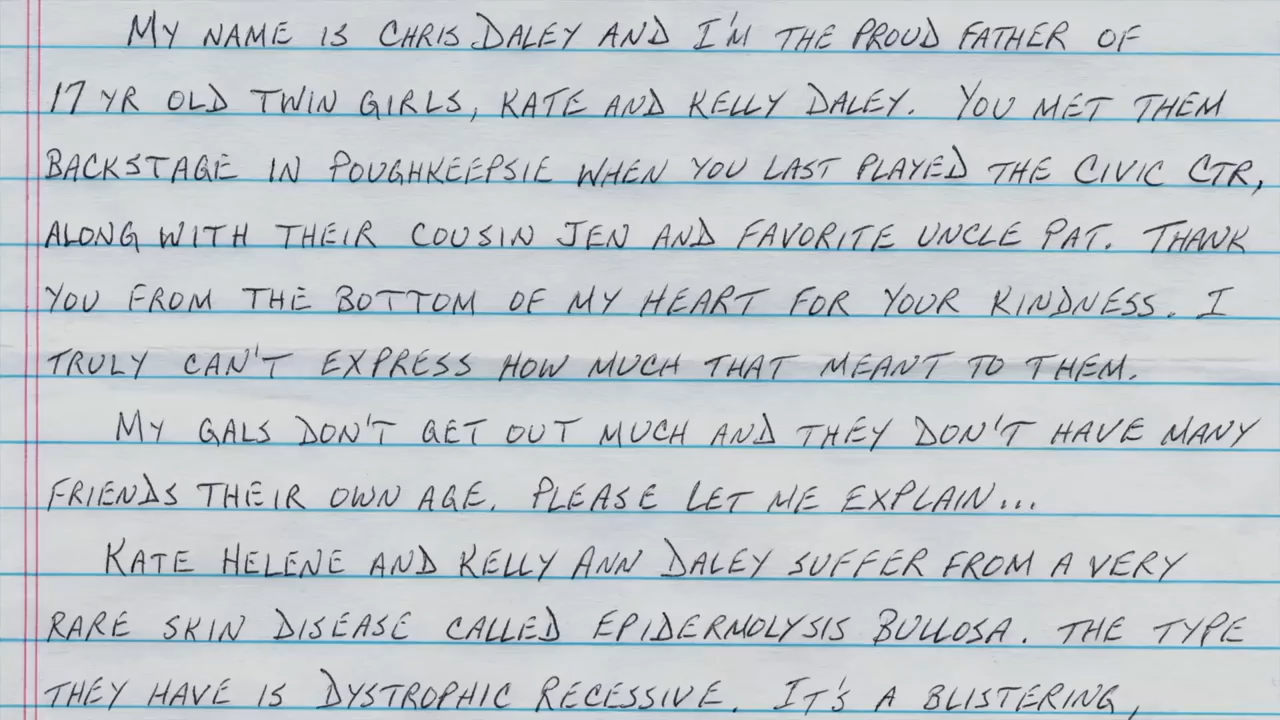 MY NAME IS CHRIS DALEY AND I'M THE PROUD FATHER OF
17 YR OLD TWIN GIRLS, KATE AND KELLY DALEY. YOU MET THEM
BACKSTAGE IN POUGHKEEPSIE WHEN YOU LAST PLAYED THE CIVIC CTR,
ALONG WITH THEIR COUSIN JEN AND FAVORITE UNCLE PAT. THANK
YOU FROM THE BOTTOM OF MY HEART FOR YOUR KINDNESS. I
TRULY CAN'T EXPRESS HOW MUCH THAT MEANT TO THEM.
MY GALS DON'T GET OUT MUCH AND THEY DON'T HAVE MANY
FRIENDS THEIR OWN AGE. PLEASE LET ME EXPLAIN...
KATE HELENE AND KELLY ANN DALEY SUFFER FROM A VERY
RARE SKIN DISEASE CALLED EPIDERMOLYSIS BULLOSA. THE TYPE
THEY HAVE IS DYSTROPHIC RECESSIVE. IT'S A BLISTERING,